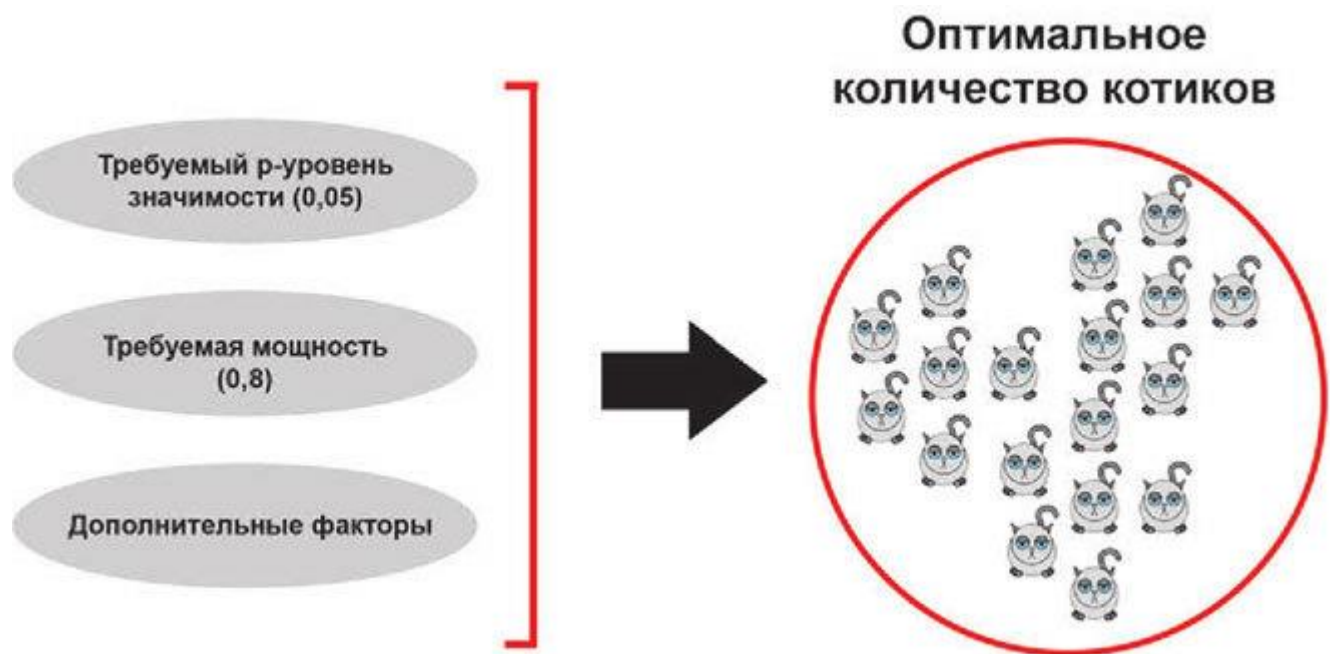 Оптимальное
количество котиков
Требуемый р-уровень
значимости (0,05)
Требуемая мощность
(0,8)
Дополнительные факторы